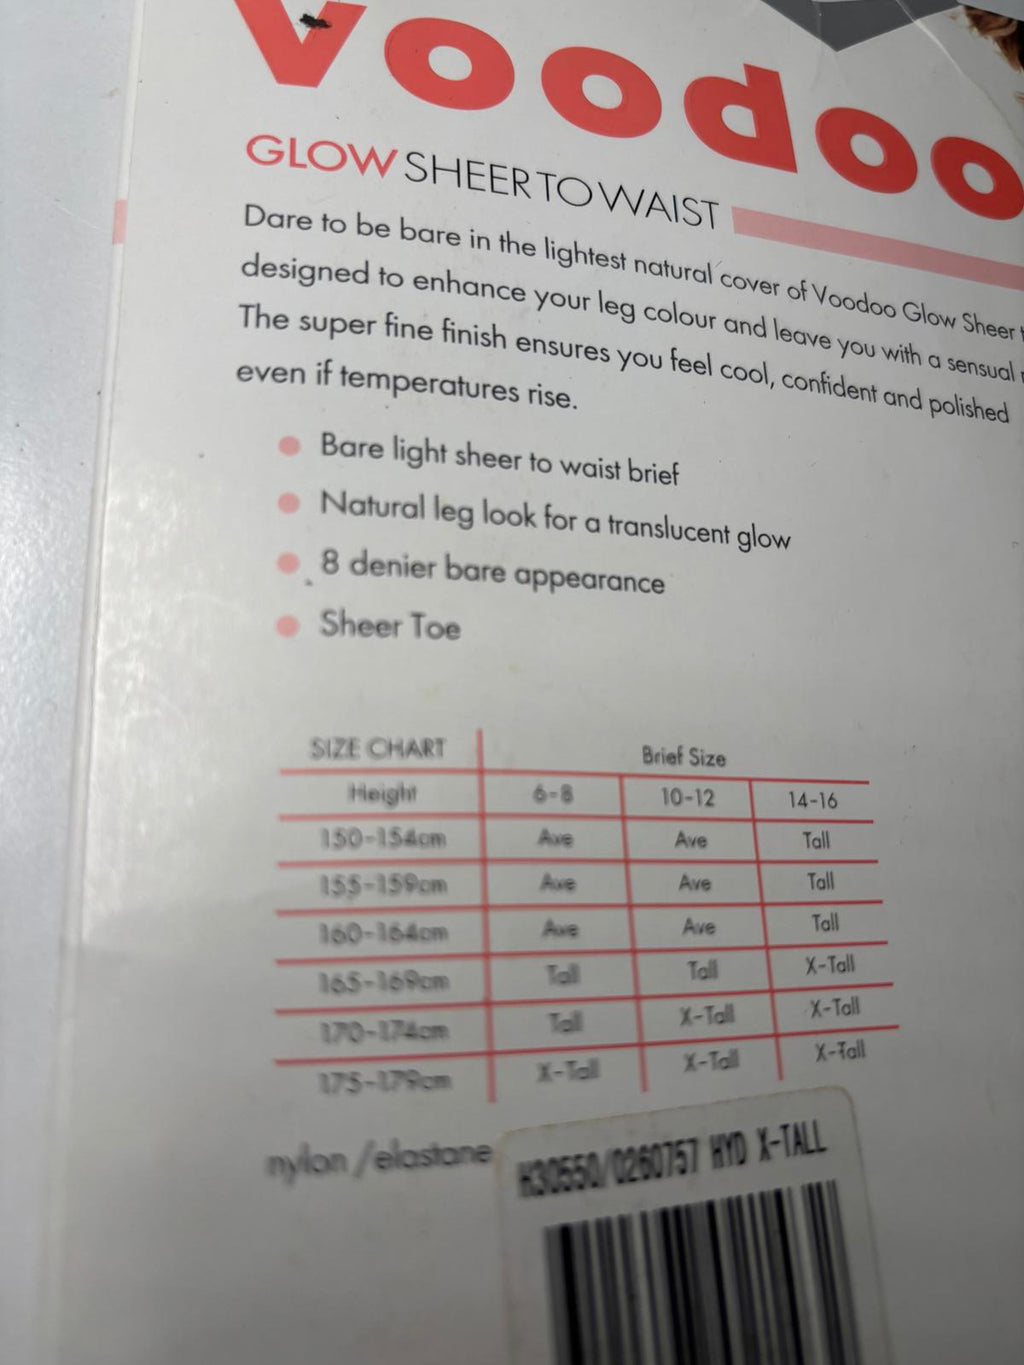 voodoo
GLOW SHEER TO WAIST
Dare to be bare in the lightest natural cover of Voodoo Glow Sheer
designed to enhance your leg colour and leave you with a sensual
The super fine finish ensures you feel cool, confident and polished
even if temperatures rise.
Bare light sheer to waist brief
Natural leg look for a translucent glow
8 denier bare appearance
Sheer Toe
SIZE CHART Brief Size
Height 6-8 10-12 14-16
150-154cm Ave Ave Tall
155-159cm Ave Ave Tall
160-164cm Ave Ave Tall
165-169cm Tall Tall X-Tall
170-174cm Tall X-Tall X-Tall
175-179cm X-Tall X-Tall X-Tall
nylon / elastane
H30550/0260757 HYD X-TALL